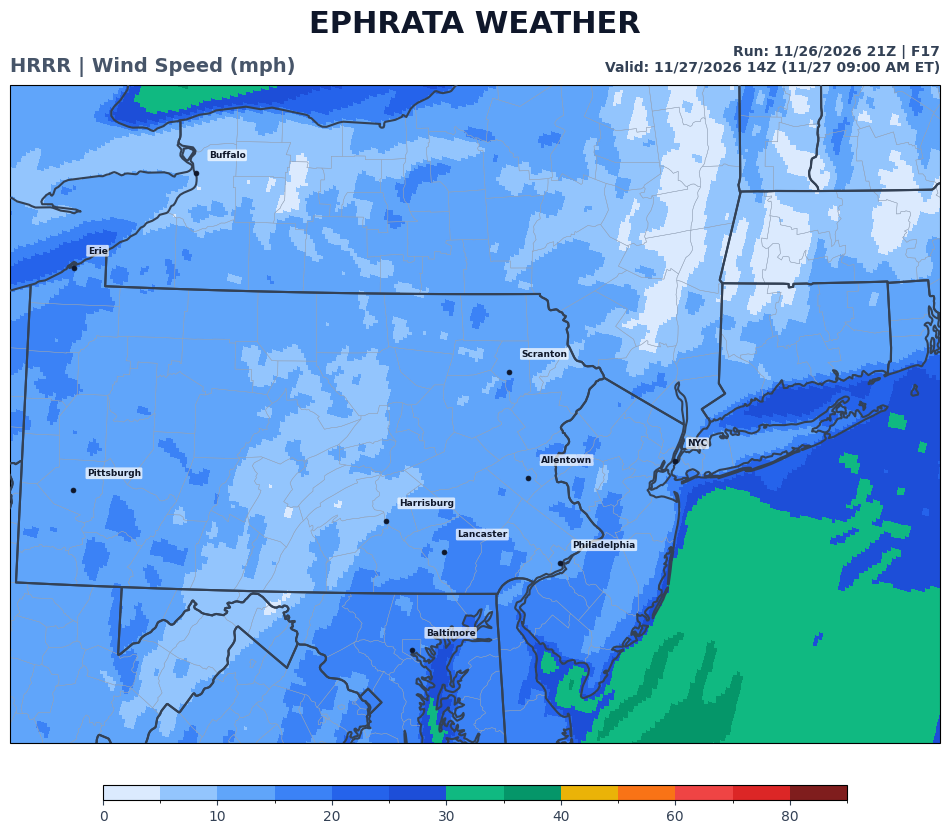 EPHRATA WEATHER
HRRR | Wind Speed (mph)
Run: 11/26/2026 21Z | F17
Valid: 11/27/2026 14Z (11/27 09:00 AM ET)
Buffalo
Erie
Scranton
NYC
Allentown
Pittsburgh
Harrisburg
Lancaster
Philadelphia
Baltimore
0 10 20 30 40 50 60 70 80